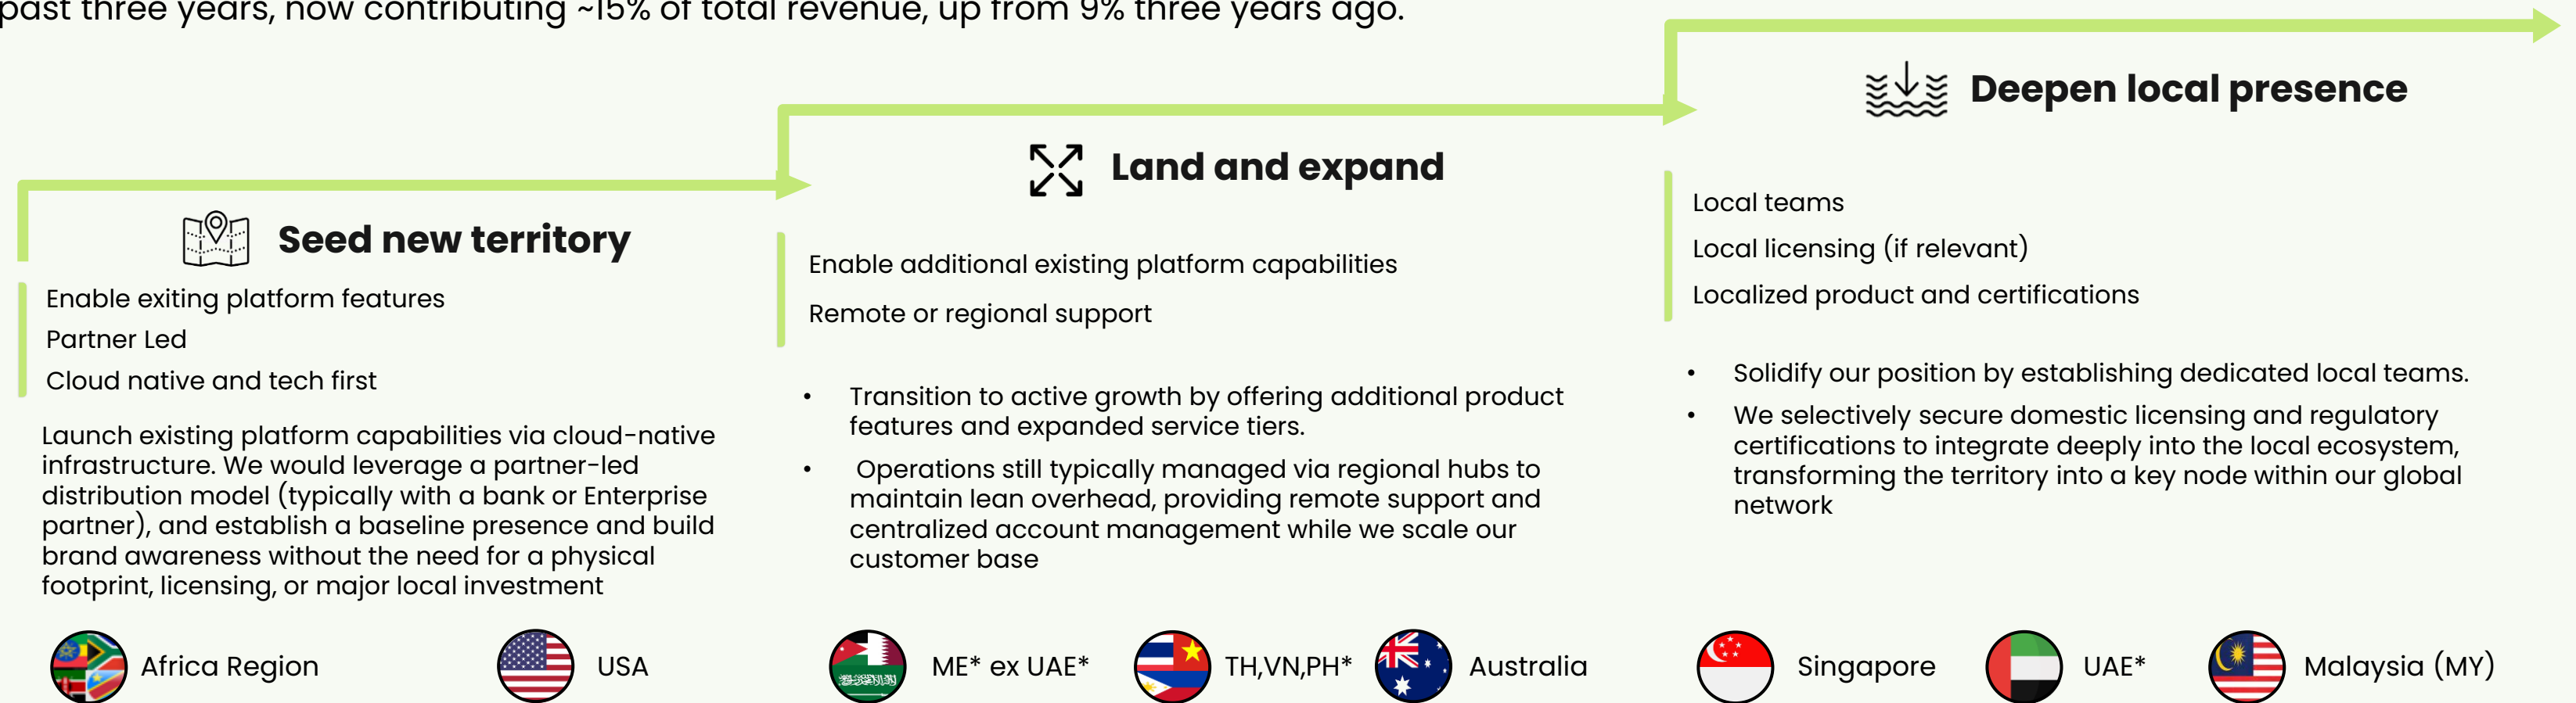 past three years, now contributing ~15% of total revenue, up from 9% three years ago.
Seed new territory
Enable exiting platform features
Partner Led
Cloud native and tech first
Launch existing platform capabilities via cloud-native
infrastructure. We would leverage a partner-led
distribution model (typically with a bank or Enterprise
partner), and establish a baseline presence and build
brand awareness without the need for a physical
footprint, licensing, or major local investment
Africa Region
USA
Land and expand
Enable additional existing platform capabilities
Remote or regional support
• Transition to active growth by offering additional product
features and expanded service tiers.
• Operations still typically managed via regional hubs to
maintain lean overhead, providing remote support and
centralized account management while we scale our
customer base
ME* ex UAE*
TH,VN,PH*
Australia
Deepen local presence
Local teams
Local licensing (if relevant)
Localized product and certifications
• Solidify our position by establishing dedicated local teams.
• We selectively secure domestic licensing and regulatory
certifications to integrate deeply into the local ecosystem,
transforming the territory into a key node within our global
network
Singapore
UAE*
Malaysia (MY)